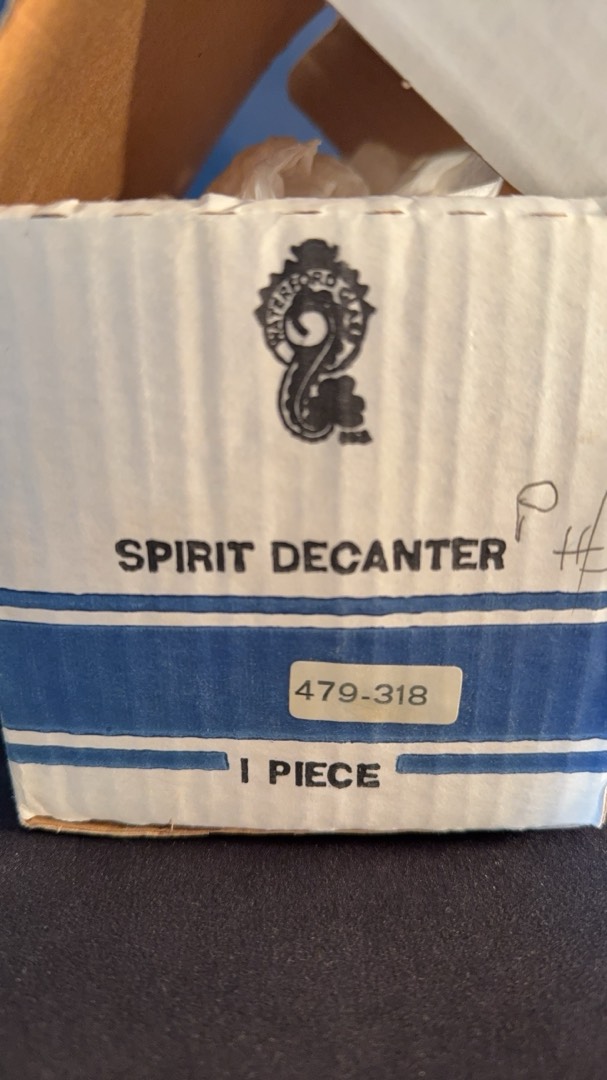 WATERFORD GLASS
SPIRIT DECANTER
P #
479-318
1 PIECE